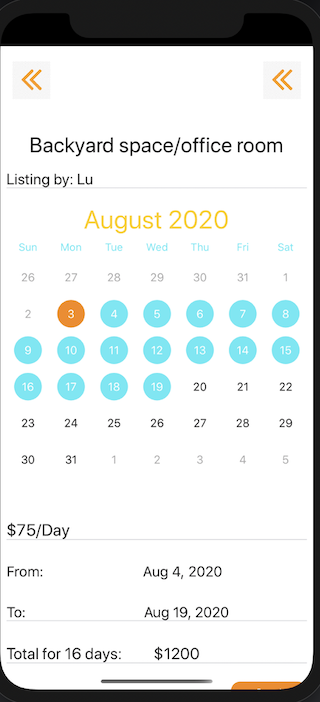 Backyard space/office room
Listing by: Lu
August 2020
Sun Mon Tue Wed Thu Fri Sat
26 27 28 29 30 31 1
2 3 4 5 6 7 8
9 10 11 12 13 14 15
16 17 18 19 20 21 22
23 24 25 26 27 28 29
30 31 1 2 3 4 5
$75/Day
From: Aug 4, 2020
To: Aug 19, 2020
Total for 16 days: $1200